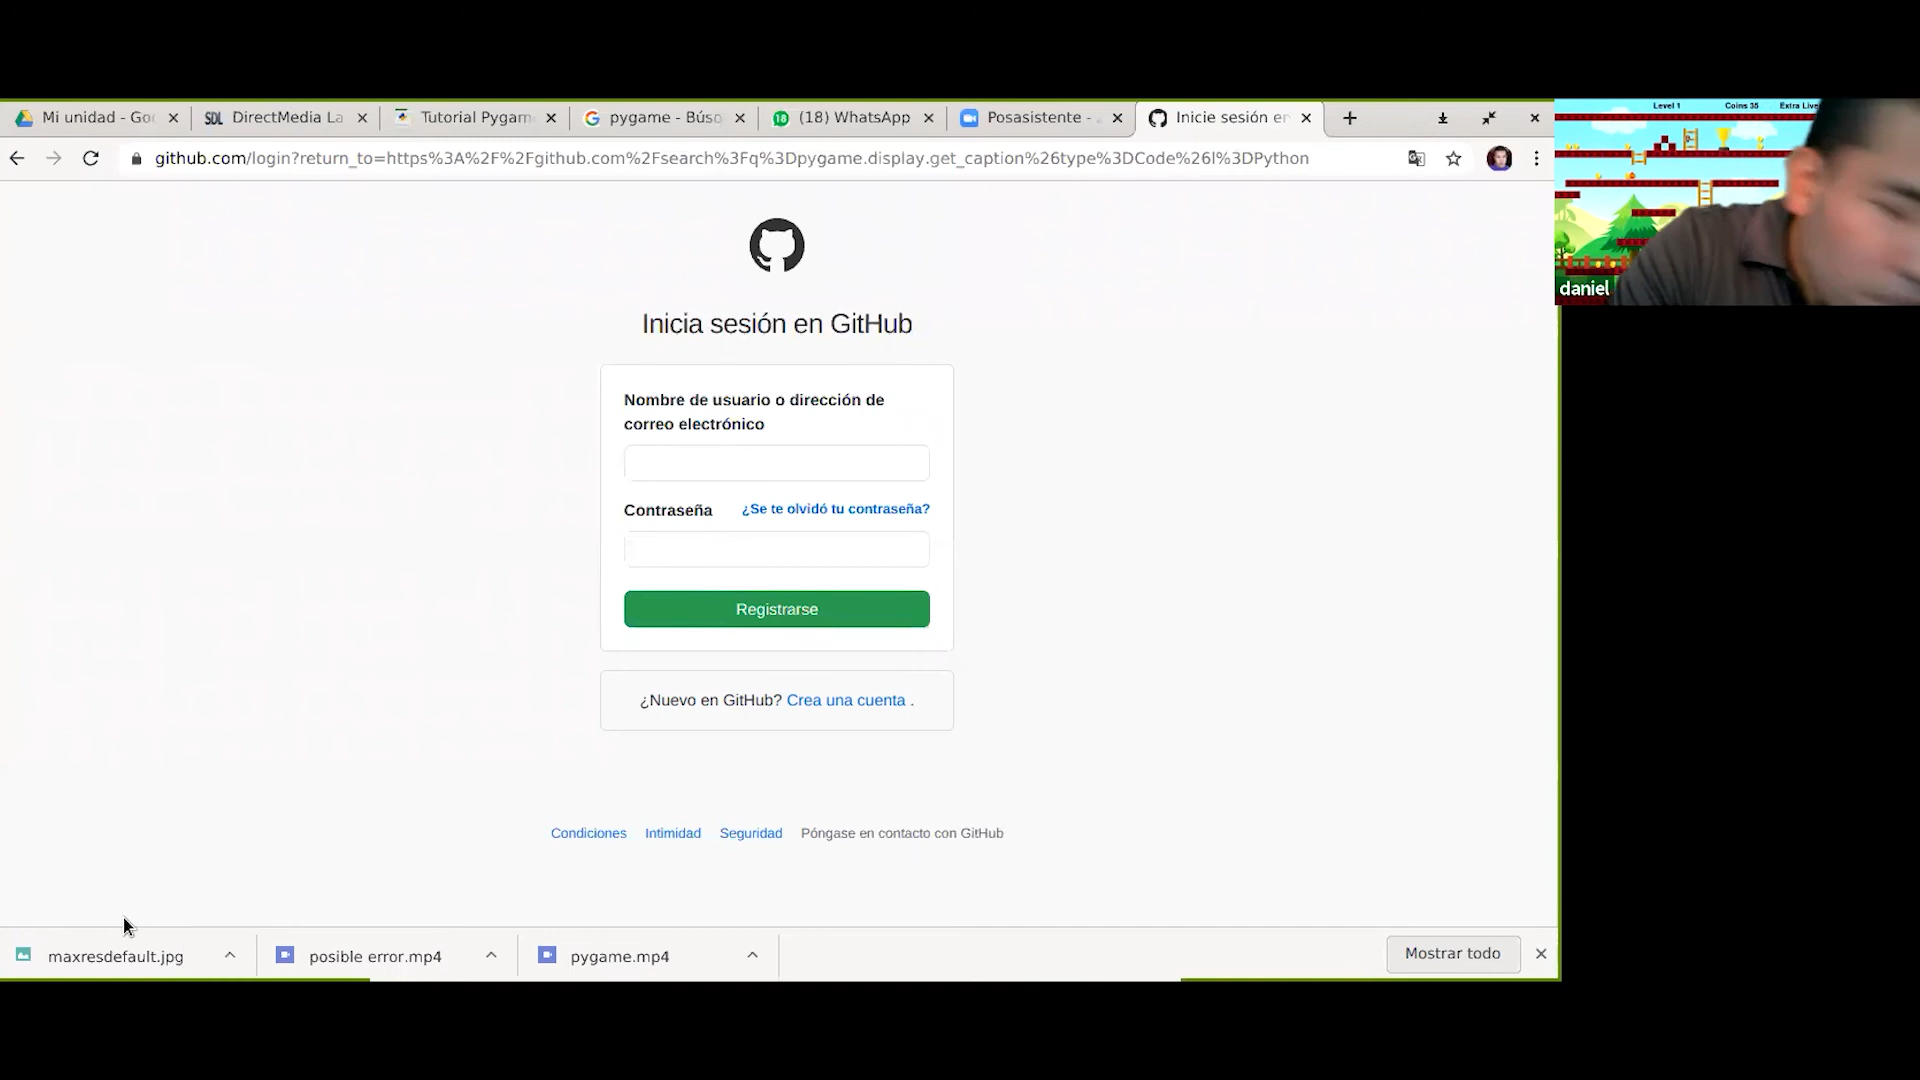 Mi unidad - Goo
DirectMedia La
Tutorial Pygam
pygame - Búsq
(18) WhatsApp
Posasistente -
Inicie sesión en
github.com/login?return_to=https%3A%2F%2Fgithub.com%2Fsearch%3Fq%3Dpygame.display.get_caption%26type%3DCode%26l%3DPython
Level 1 Coins 35 Extra Live
daniel
Inicia sesión en GitHub
Nombre de usuario o dirección de
correo electrónico
Contraseña ¿Se te olvidó tu contraseña?
Registrarse
¿Nuevo en GitHub? Crea una cuenta .
Condiciones Intimidad Seguridad Póngase en contacto con GitHub
maxresdefault.jpg posible error.mp4 pygame.mp4 Mostrar todo